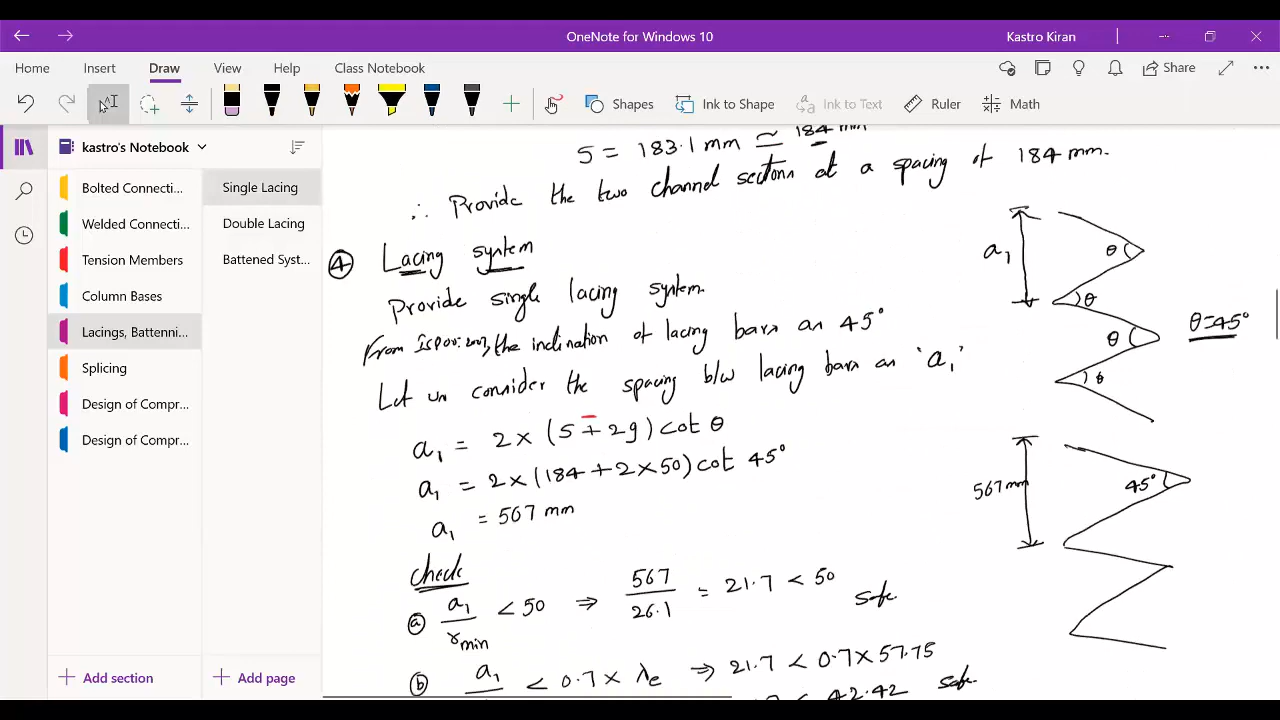 OneNote for Windows 10
Kastro Kiran
Home
Insert
Draw
View
Help
Class Notebook
Share
Shapes
Ink to Shape
Ink to Text
Ruler
Math
kastro's Notebook
Bolted Connecti...
Welded Connecti...
Tension Members
Column Bases
Lacings, Battenni...
Splicing
Design of Compr...
Design of Compr...
Add section
Single Lacing
Double Lacing
Battened Syst...
Add page
S = 183.1 mm ≃ 184 mm
∴ Provide the two channel sections at a spacing of 184 mm.
④ Lacing system
Provide single lacing system.
From the inclination of lacing bars as 45°
Let us consider the spacing b/w lacing bars as 'a₁'
a₁ = 2 × (S + 2g) cot θ
a₁ = 2 × (184 + 2 × 50) cot 45°
a₁ = 567 mm
Check
ⓐ a₁/rmin < 50 ⇒ 567/26.1 = 21.7 < 50 safe.
ⓑ a₁ < 0.7 × λe ⇒ 21.7 < 0.7 × 57.75
< 42.42 safe.
a₁
θ
θ
θ
θ
θ=45°
567 mm
45°